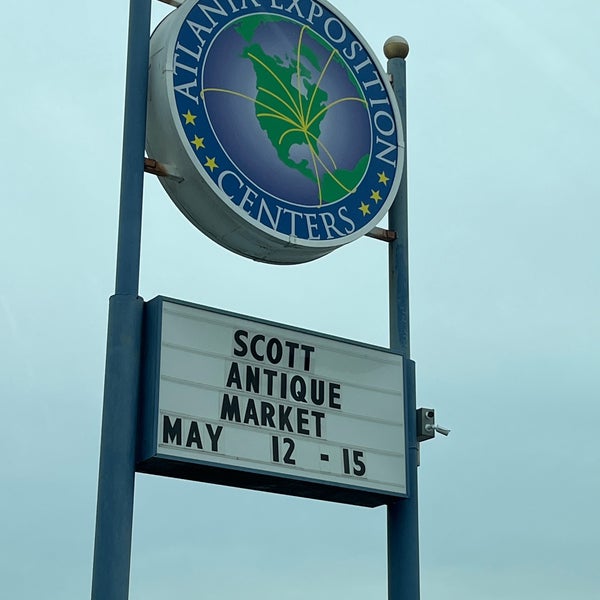 ATLANTA EXPOSITION
CENTERS
SCOTT
ANTIQUE
MARKET
MAY 12 - 15